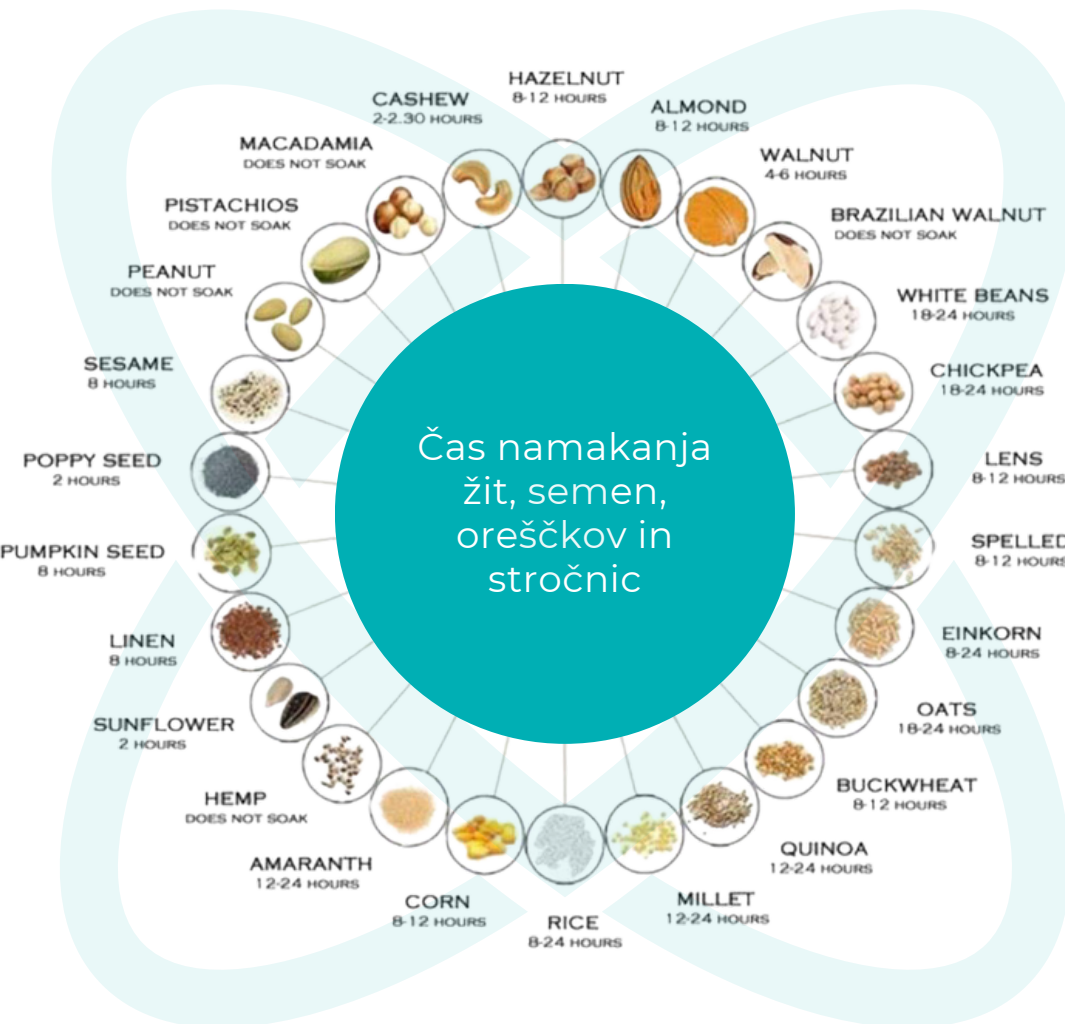 HAZELNUT
8-12 HOURS
ALMOND
8-12 HOURS
WALNUT
4-6 HOURS
BRAZILIAN WALNUT
DOES NOT SOAK
WHITE BEANS
18-24 HOURS
CHICKPEA
18-24 HOURS
LENS
8-12 HOURS
SPELLED
8-12 HOURS
EINKORN
8-24 HOURS
OATS
18-24 HOURS
BUCKWHEAT
8-12 HOURS
QUINOA
12-24 HOURS
MILLET
12-24 HOURS
RICE
8-24 HOURS
CORN
8-12 HOURS
AMARANTH
12-24 HOURS
HEMP
DOES NOT SOAK
SUNFLOWER
2 HOURS
LINEN
8 HOURS
PUMPKIN SEED
8 HOURS
POPPY SEED
2 HOURS
SESAME
8 HOURS
PEANUT
DOES NOT SOAK
PISTACHIOS
DOES NOT SOAK
MACADAMIA
DOES NOT SOAK
CASHEW
2-2.30 HOURS
Čas namakanja
žit, semen,
oreščkov in
stročnic